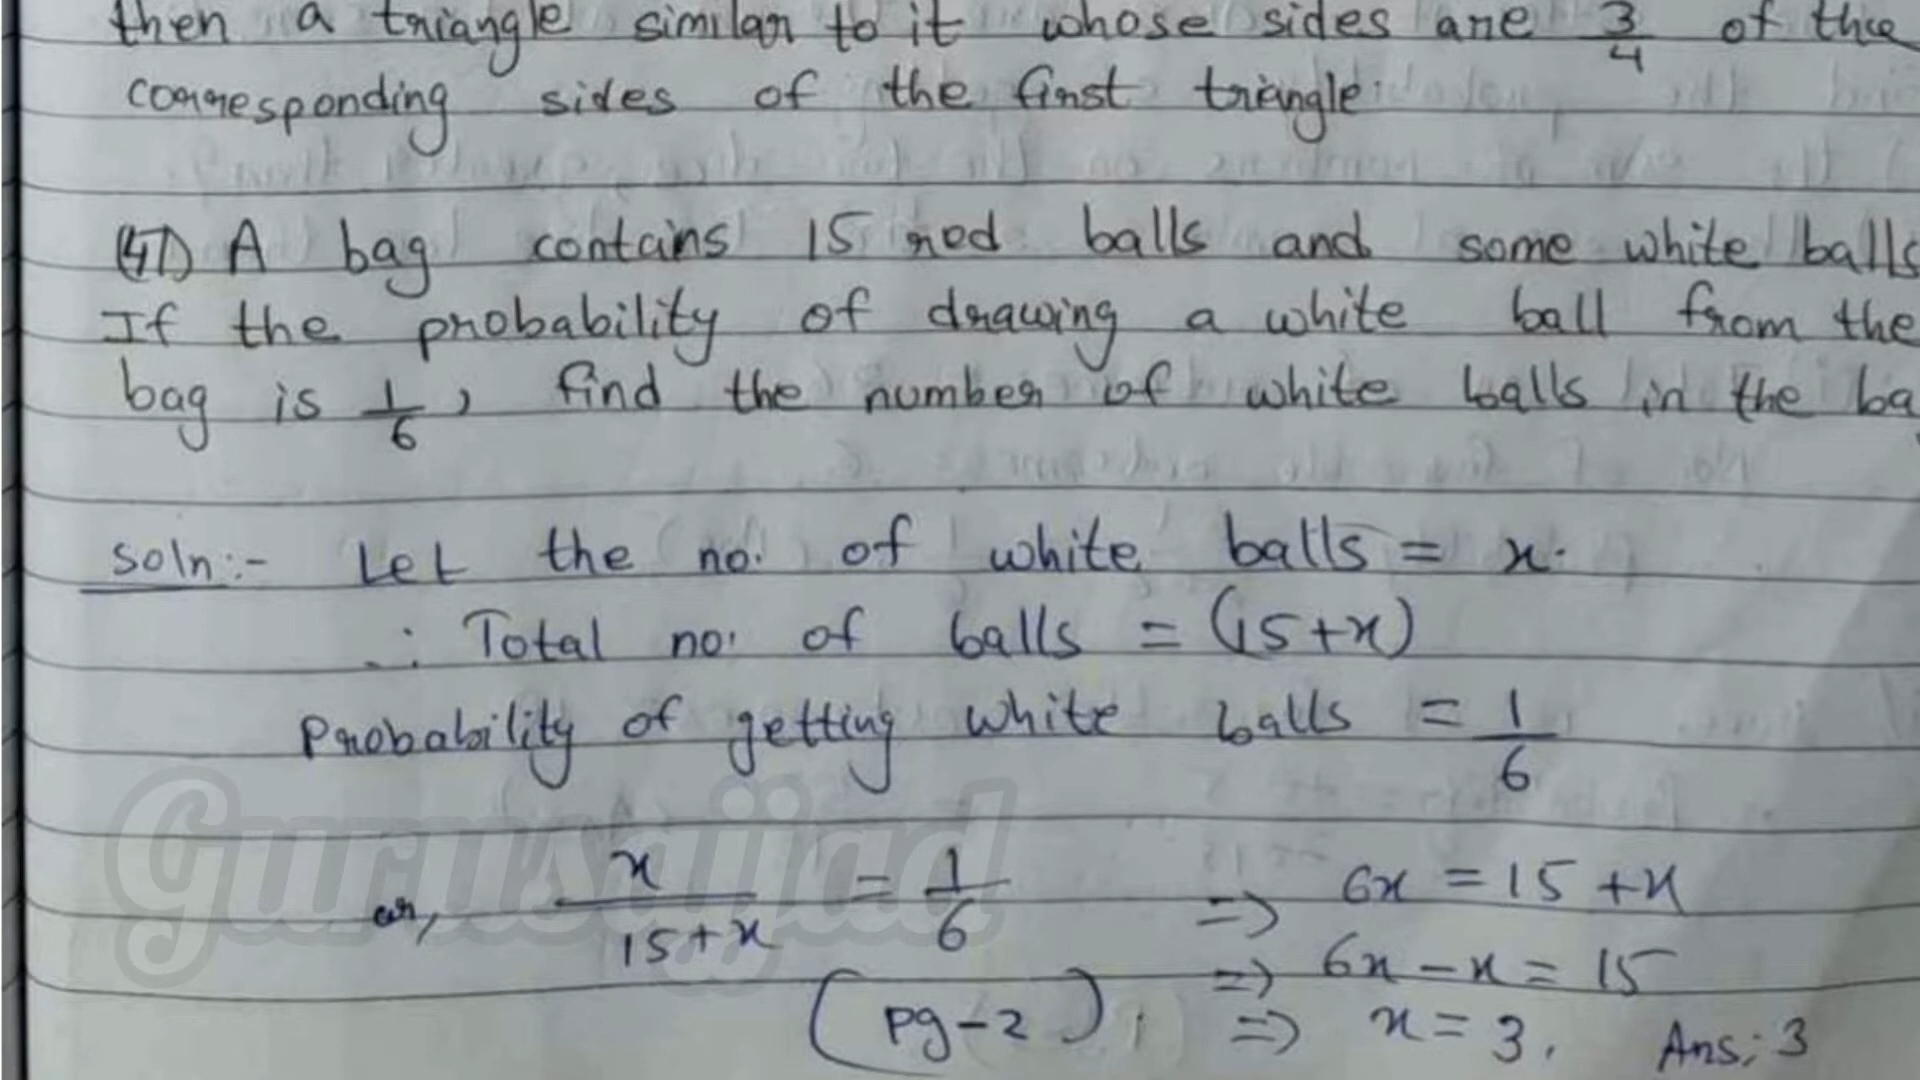 then a triangle similar to it whose sides are 3/4 of the
corresponding sides of the first triangle.
(41) A bag contains 15 red balls and some white balls
If the probability of drawing a white ball from the
bag is 1/6, find the number of white balls in the ba
Soln:- Let the no. of white balls = x.
∴ Total no. of balls = (15+x)
Probability of getting white balls = 1/6
or, x/15+x = 1/6 => 6x = 15 + x
=> 6x - x = 15
(pg-2) => x = 3. Ans: 3
Gurusajjad